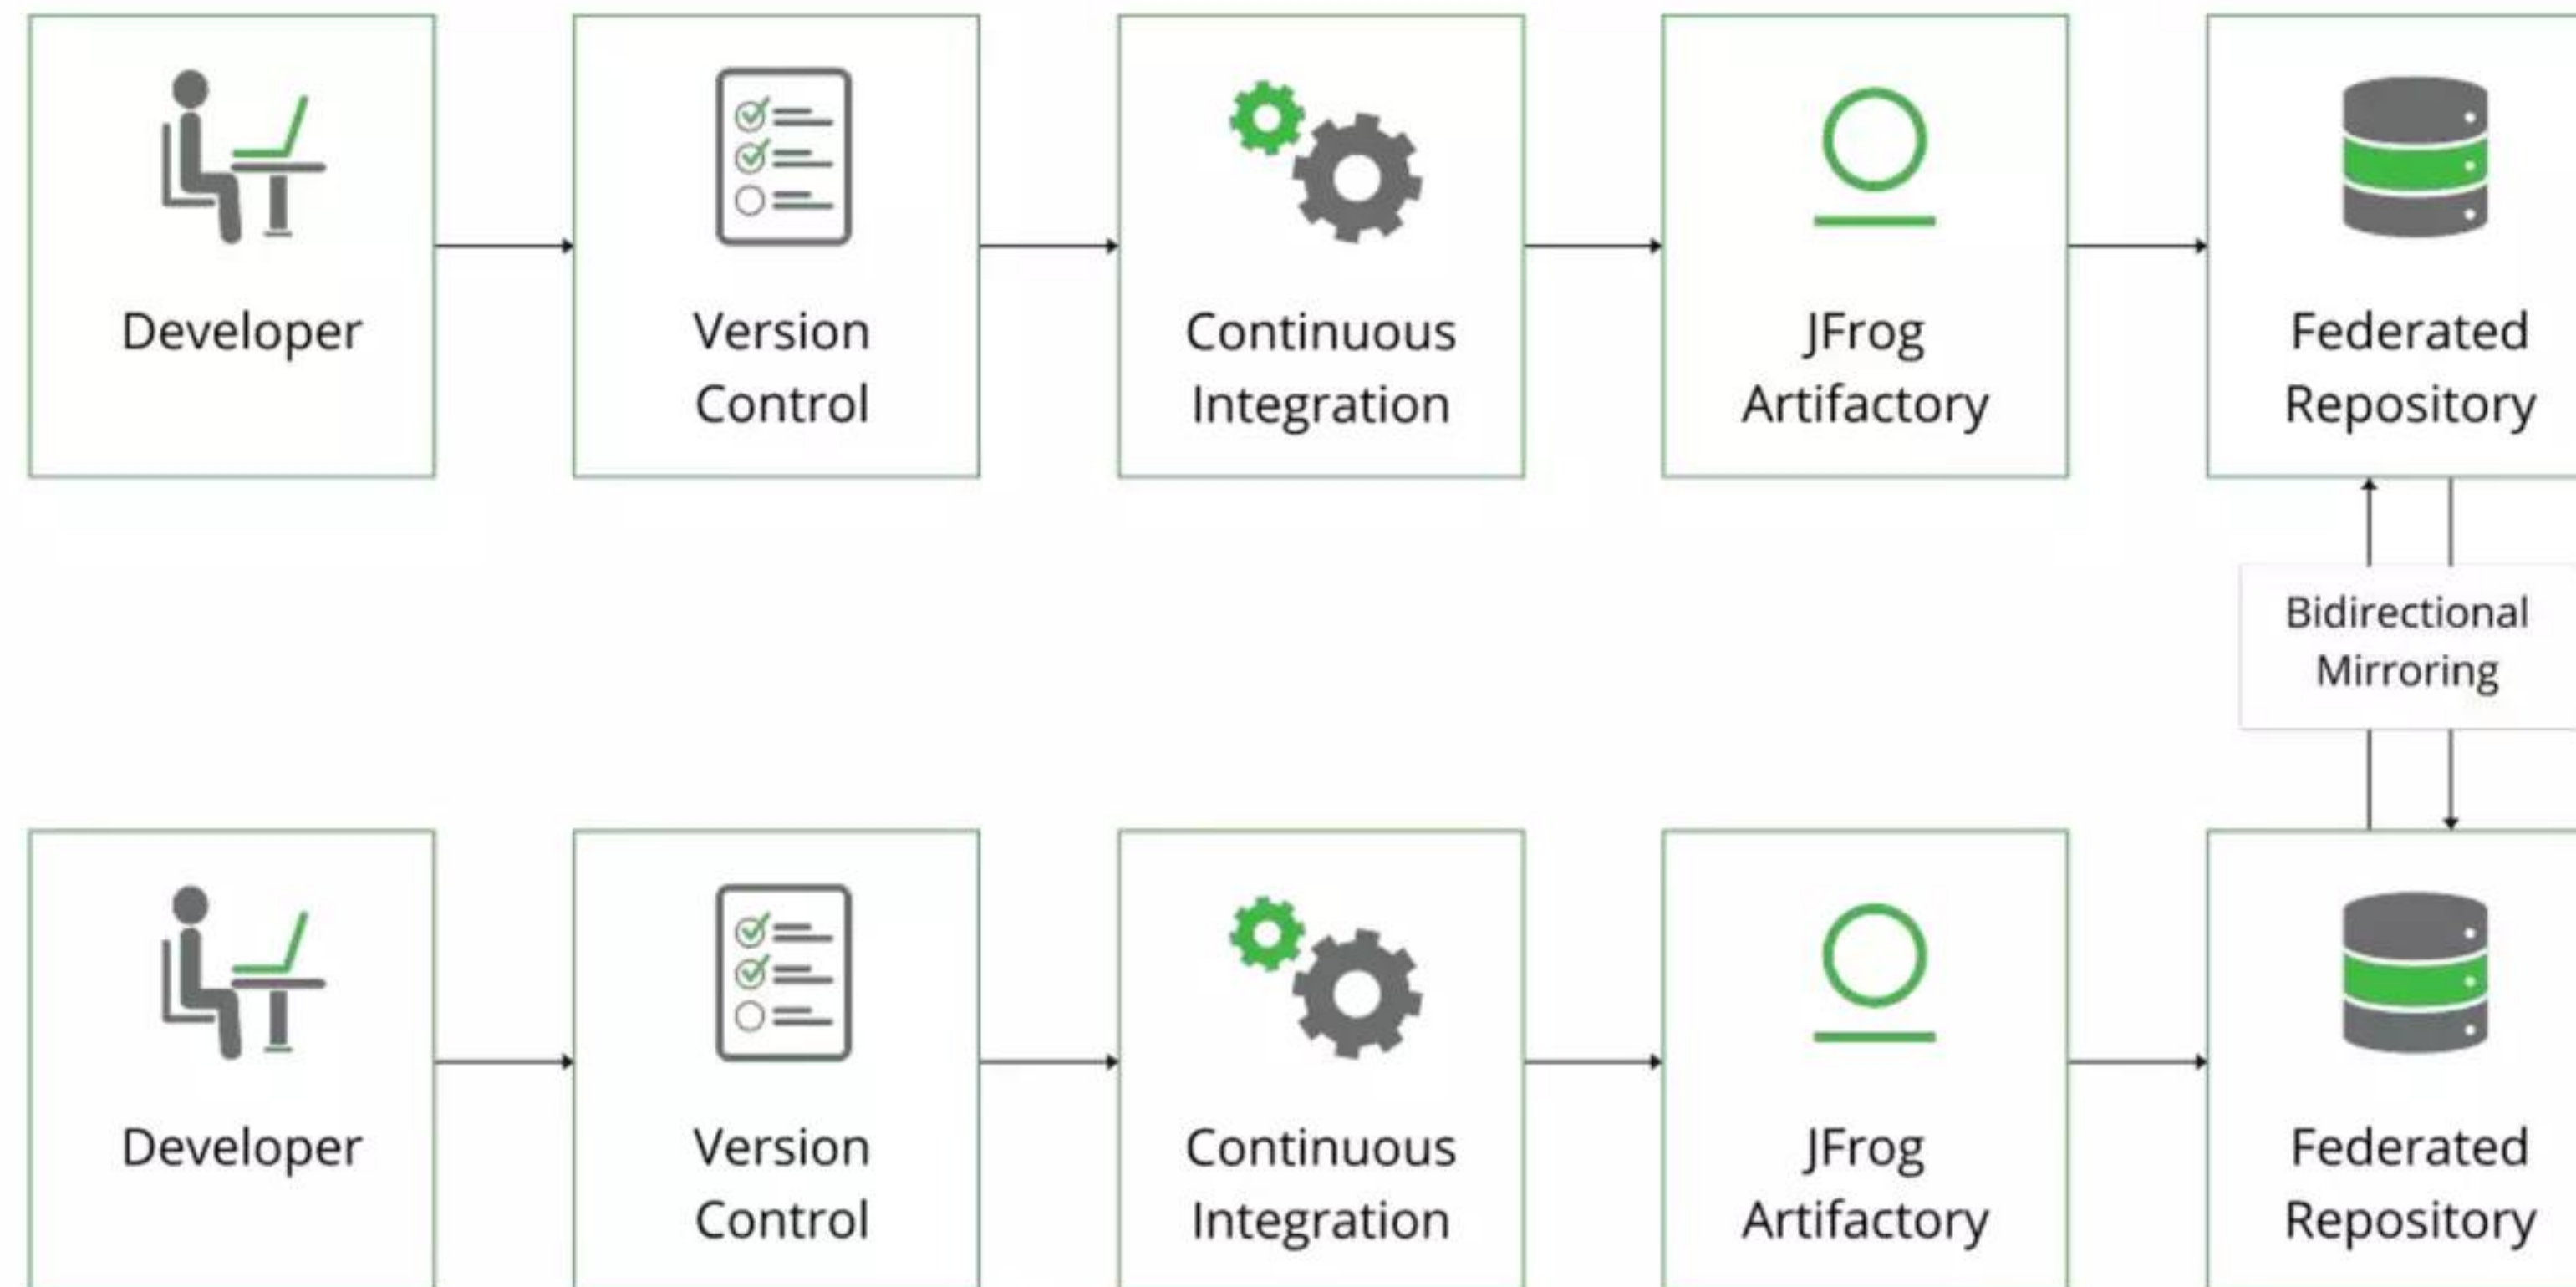 Developer
Version
Control
Continuous
Integration
JFrog
Artifactory
Federated
Repository
Bidirectional
Mirroring
Developer
Version
Control
Continuous
Integration
JFrog
Artifactory
Federated
Repository